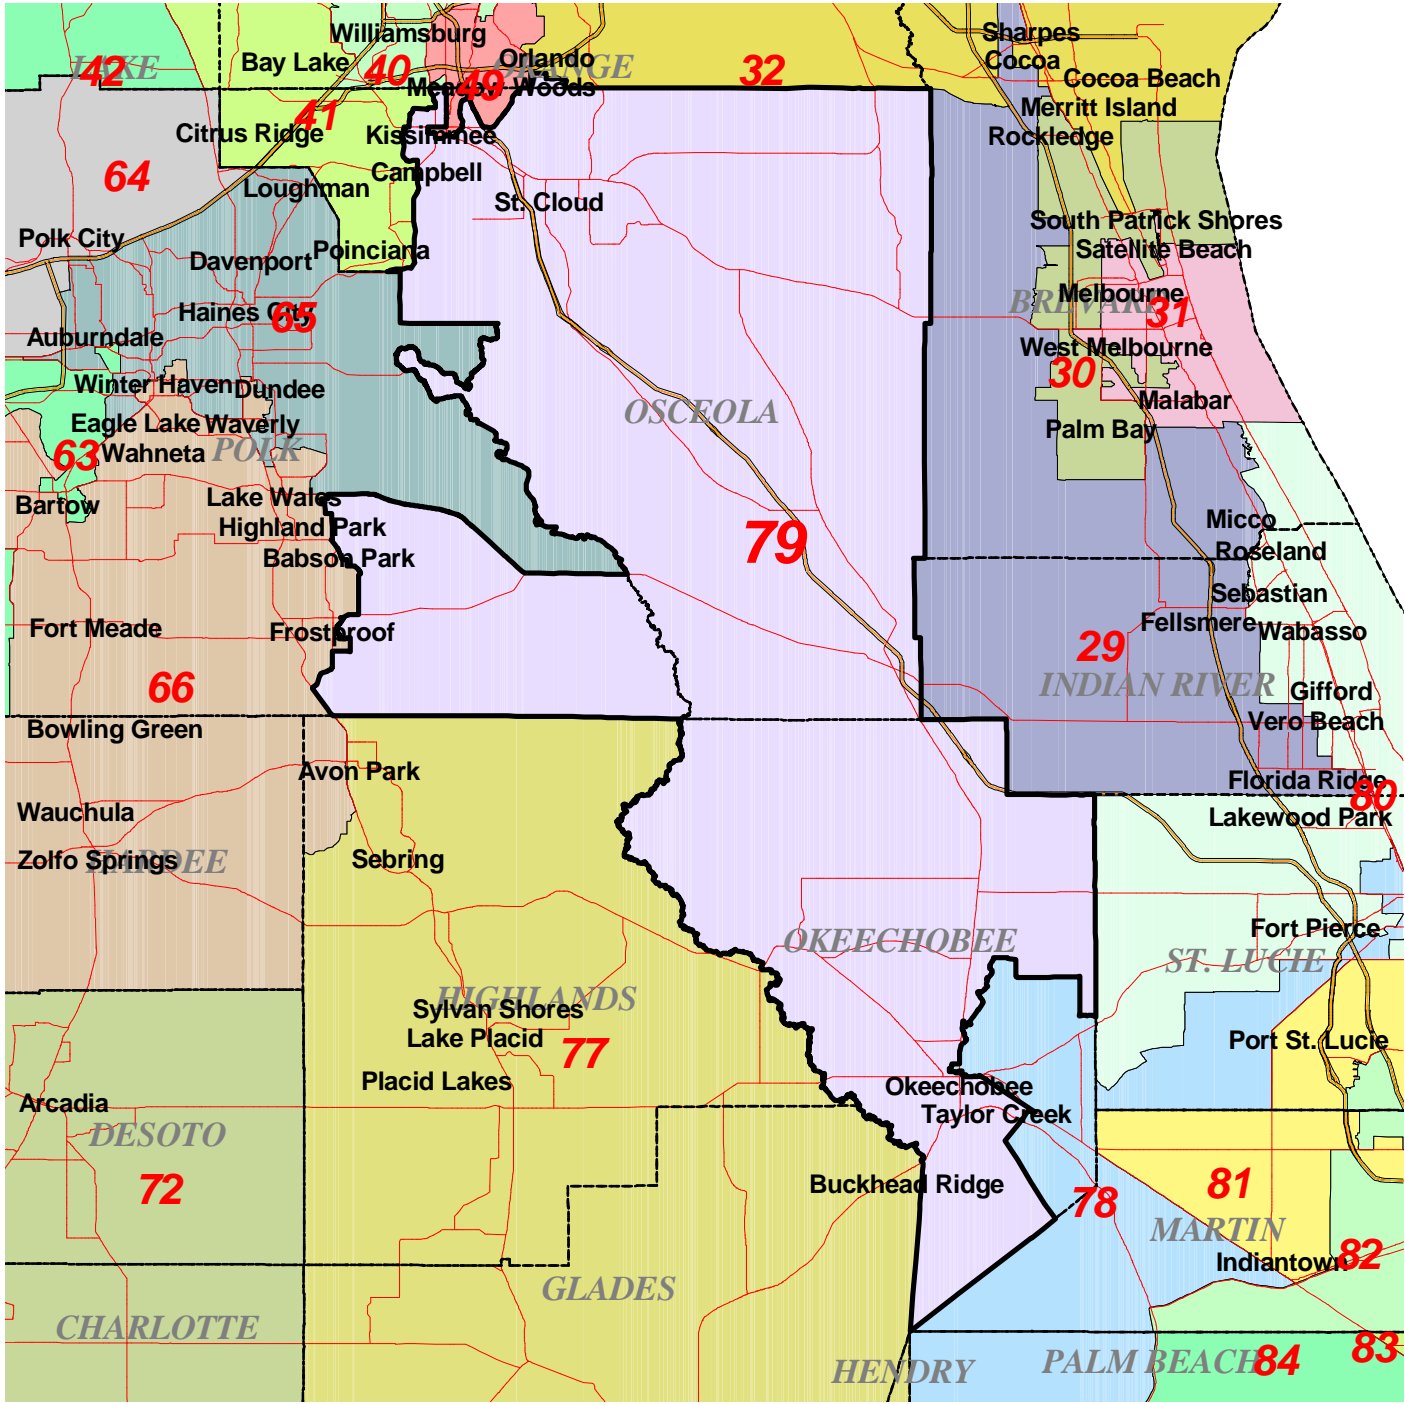 Williamsburg
Sharpes
Orlando
Cocoa
Bay Lake
LAKE
42
40
ORANGE
32
49
Cocoa Beach
Meadow Woods
Merritt Island
41
Citrus Ridge
Kissimmee
Rockledge
64
Campbell
Loughman
St. Cloud
South Patrick Shores
Polk City
Poinciana
Satellite Beach
Davenport
Melbourne
BREVARD
31
Haines City
65
Auburndale
West Melbourne
30
Winter Haven
Dundee
Malabar
OSCEOLA
Eagle Lake
Waverly
Palm Bay
63
Wahneta
POLK
Lake Wales
Bartow
Micco
Highland Park
79
Roseland
Babson Park
Sebastian
Fellsmere
Wabasso
Fort Meade
Frostproof
29
66
INDIAN RIVER
Gifford
Bowling Green
Vero Beach
Avon Park
Florida Ridge
80
Wauchula
Lakewood Park
Zolfo Springs
HARDEE
Sebring
Fort Pierce
OKEECHOBEE
ST. LUCIE
HIGHLANDS
Sylvan Shores
Lake Placid
77
Port St. Lucie
Placid Lakes
Okeechobee
Arcadia
Taylor Creek
DESOTO
72
Buckhead Ridge
78
81
MARTIN
Indiantown
82
GLADES
CHARLOTTE
HENDRY
PALM BEACH
84
83